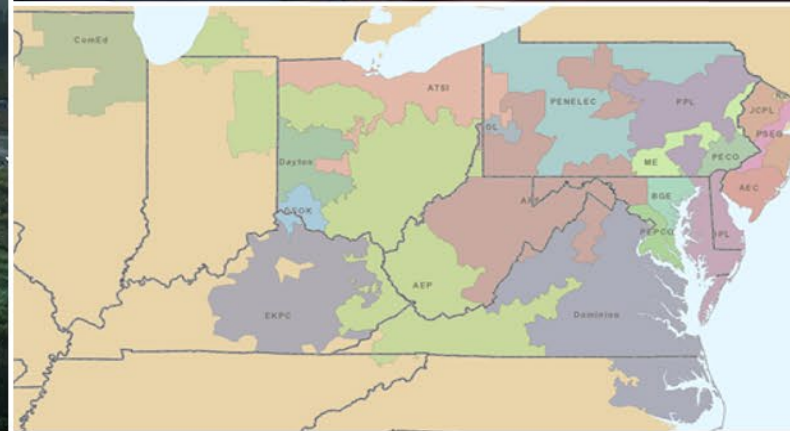 ComEd
ATSI
PENELEC
PPL
JCPL
PSEG
DL
Dayton
ME
PECO
AEC
BGE
PEPCO
DPL
AEP
EKPC
Dominion